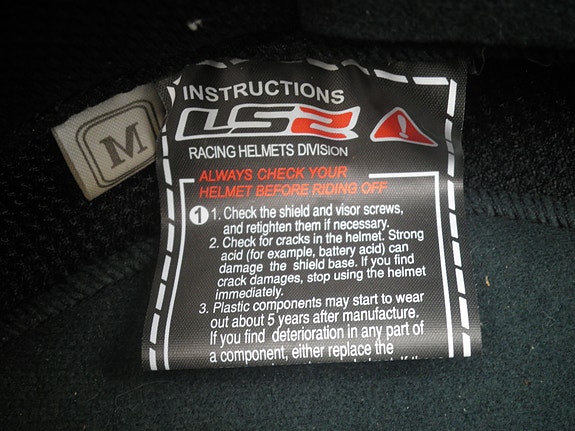 M
INSTRUCTIONS
LS2
RACING HELMETS DIVISION
ALWAYS CHECK YOUR
HELMET BEFORE RIDING OFF
1 1. Check the shield and visor screws,
and retighten them if necessary.
2. Check for cracks in the helmet. Strong
acid (for example, battery acid) can
damage the shield base. If you find
crack damages, stop using the helmet
immediately.
3. Plastic components may start to wear
out about 5 years after manufacture.
If you find deterioration in any part of
a component, either replace the